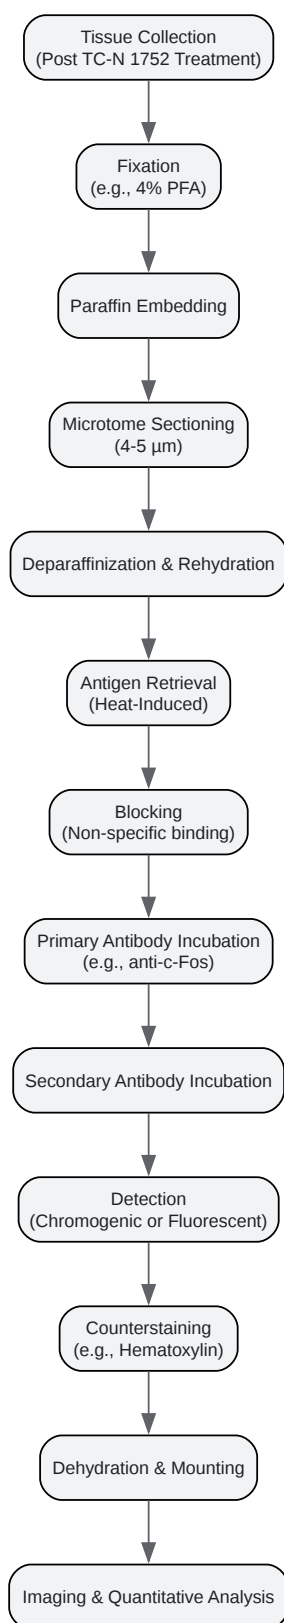 Tissue Collection
(Post TC-N 1752 Treatment)
Fixation
(e.g., 4% PFA)
Paraffin Embedding
Microtome Sectioning
(4-5 µm)
Deparaffinization & Rehydration
Antigen Retrieval
(Heat-Induced)
Blocking
(Non-specific binding)
Primary Antibody Incubation
(e.g., anti-c-Fos)
Secondary Antibody Incubation
Detection
(Chromogenic or Fluorescent)
Counterstaining
(e.g., Hematoxylin)
Dehydration & Mounting
Imaging & Quantitative Analysis